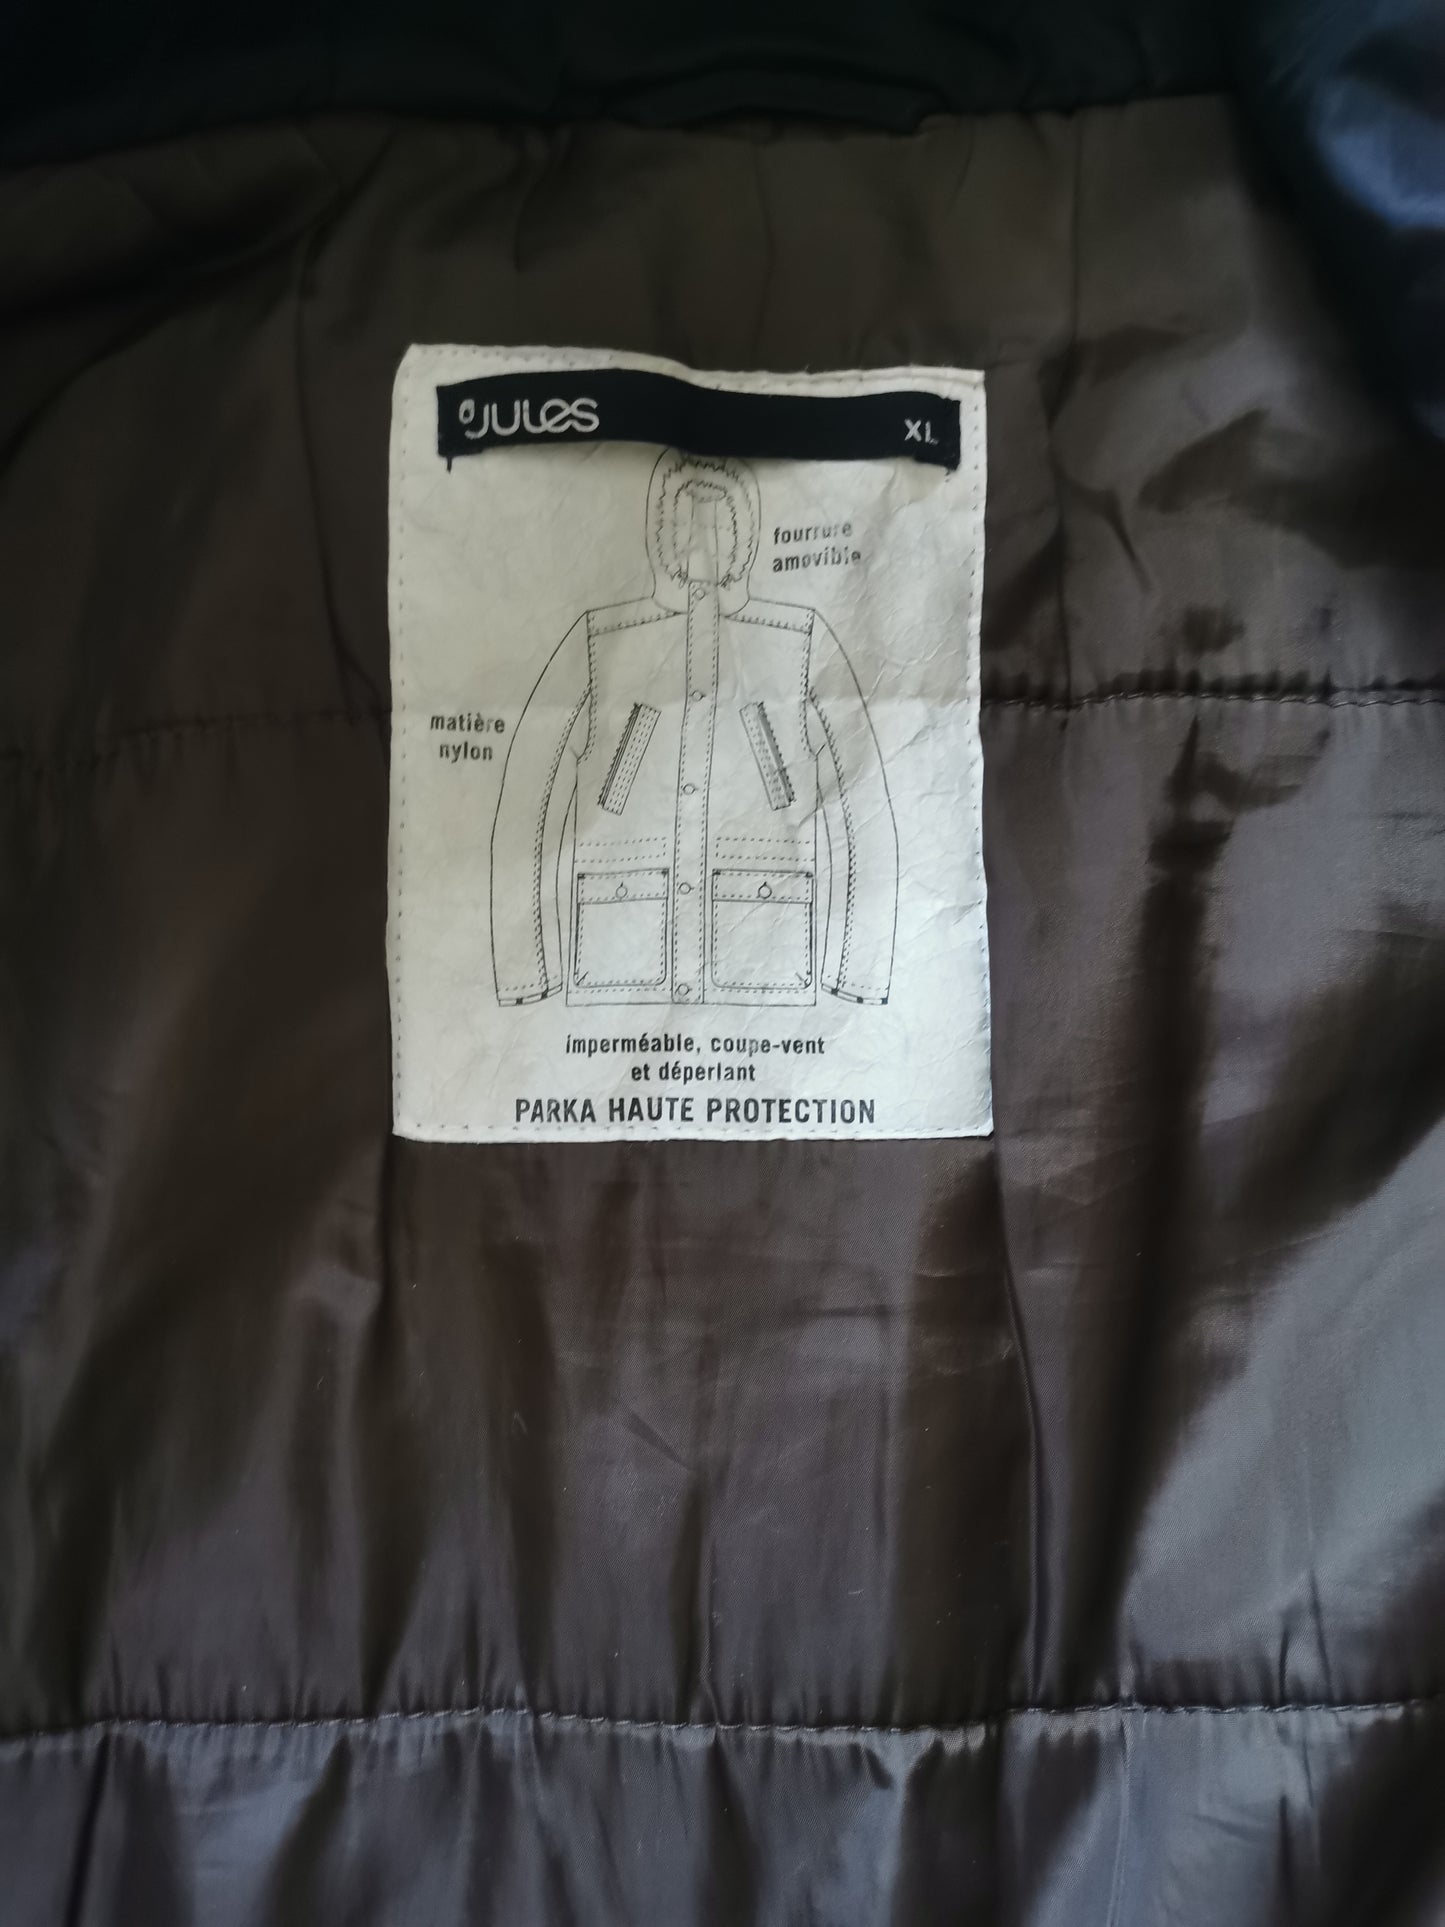 JULES
XL
fourrure
amovible
matière
nylon
imperméable, coupe-vent
et déperlant
PARKA HAUTE PROTECTION